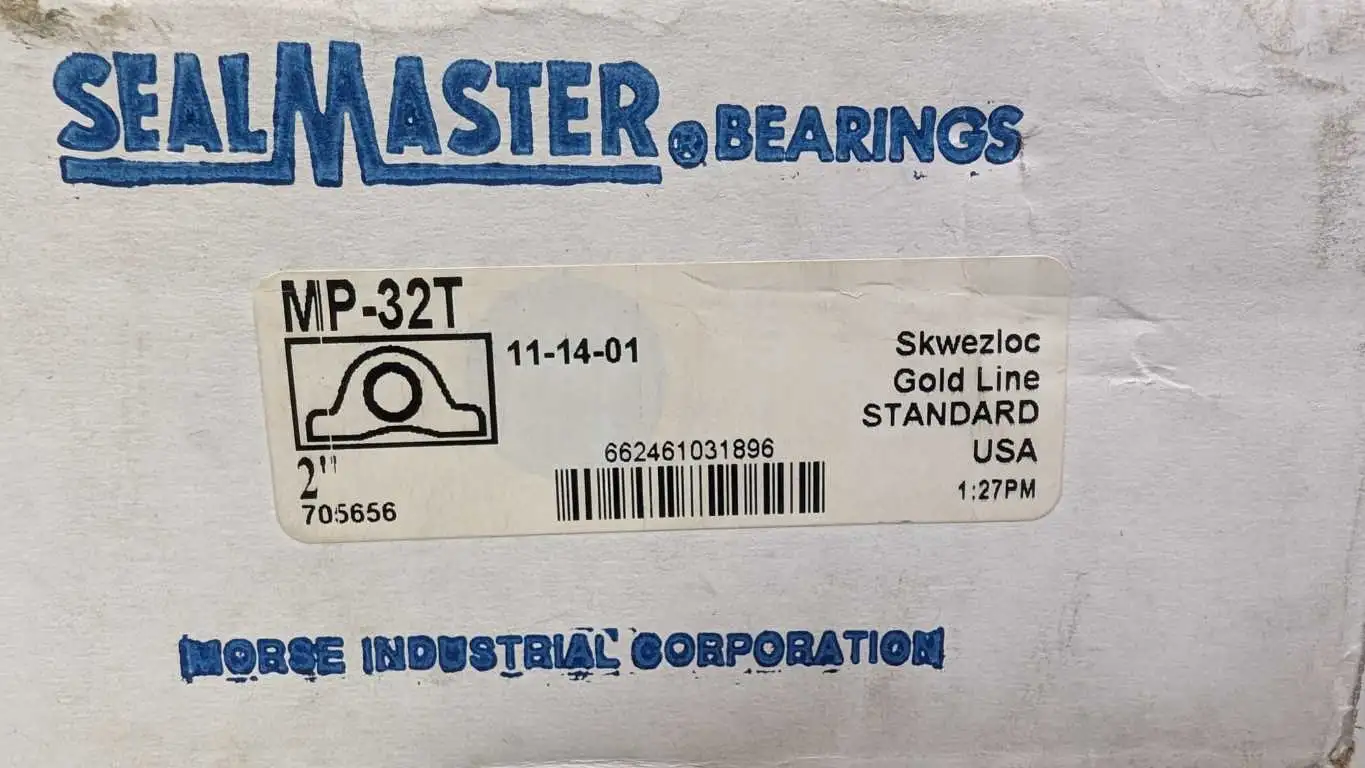 SEALMASTER® BEARINGS
MP-32T
11-14-01
2"
705656
662461031896
Skwezloc
Gold Line
STANDARD
USA
1:27PM
MORSE INDUSTRIAL CORPORATION